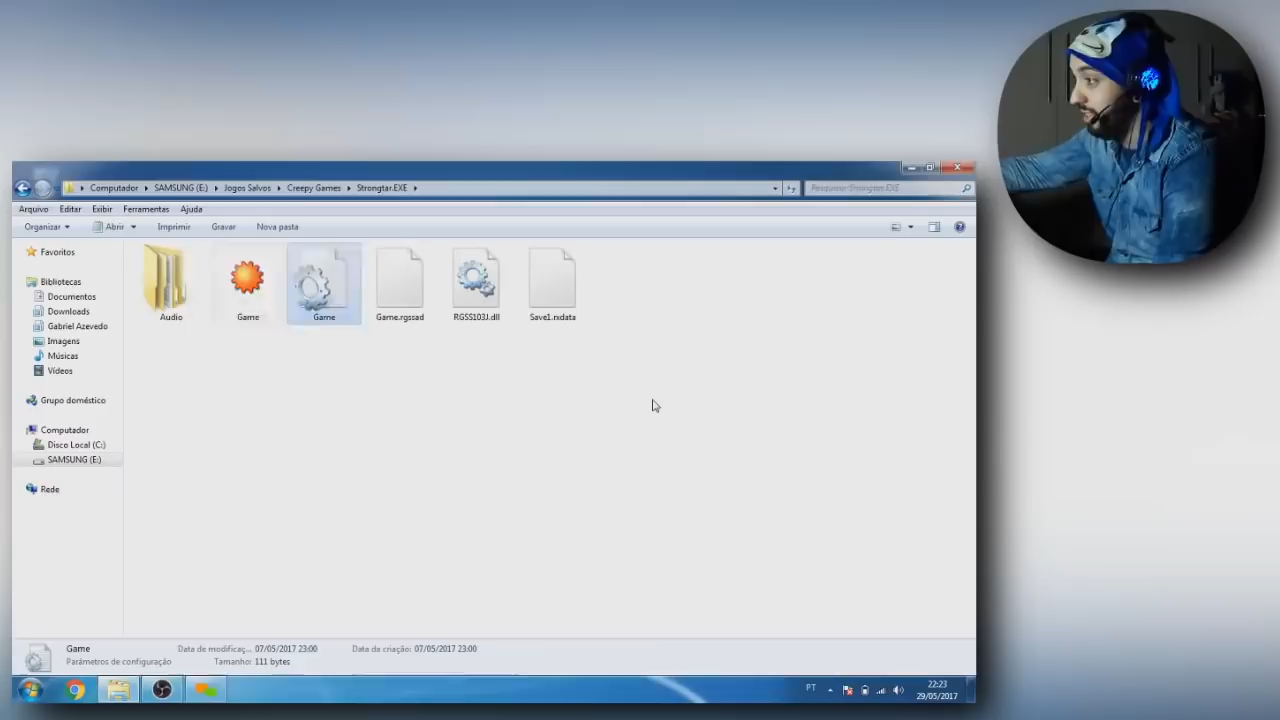 Computador SAMSUNG (E:) Jogos Salvos Creepy Games Strongtar.EXE
Pesquisar Strongtar.EXE
Arquivo Editar Exibir Ferramentas Ajuda
Organizar Abrir Imprimir Gravar Nova pasta
Favoritos
Bibliotecas
Documentos
Downloads
Gabriel Azevedo
Imagens
Músicas
Vídeos
Grupo doméstico
Computador
Disco Local (C:)
SAMSUNG (E:)
Rede
Audio
Game
Game
Game.rgssad
RGSS103J.dll
Save1.rxdata
Game Data de modificaç... 07/05/2017 23:00 Data da criação: 07/05/2017 23:00
Parâmetros de configuração Tamanho: 111 bytes
PT
22:23
29/05/2017